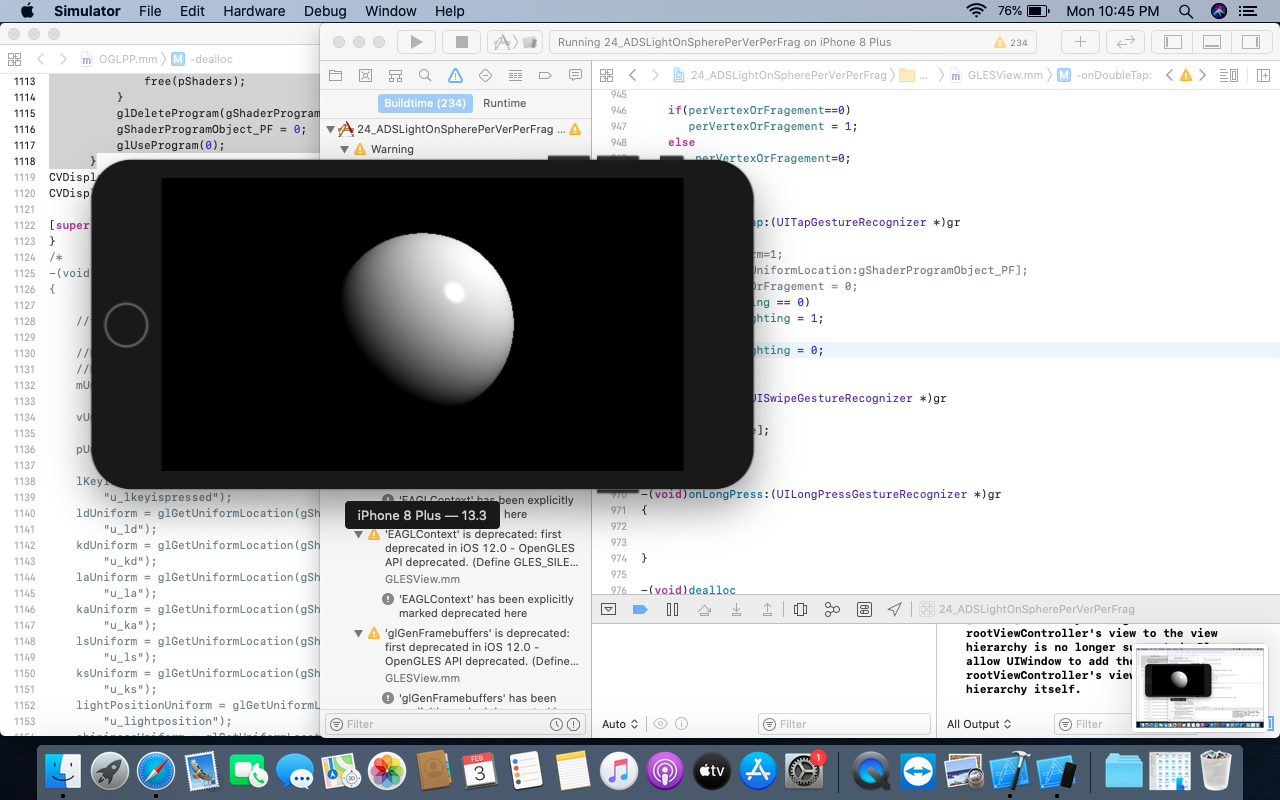 Simulator File Edit Hardware Debug Window Help
76% Mon 10:45 PM
OGLPP.mm M -dealloc
1113 free(pShaders);
1114 }
1115 glDeleteProgram(gShaderProgram
1116 gShaderProgramObject_PF = 0;
1117 glUseProgram(0);
1118 }
1119 CVDispl
1120 CVDispl
1121
1122 [super
1123 }
1124 /*
1125 -(void
1126 {
1127
1128 //
1129
1130 //
1131 //
1132 mU
1133
1134 vU
1135
1136 pU
1137
1138 lKey
1139 "u_lkeyispressed");
1140 ldUniform = glGetUniformLocation(gSh
1141 "u_ld");
1142 kdUniform = glGetUniformLocation(gSh
1143 "u_kd");
1144 laUniform = glGetUniformLocation(gSh
1145 "u_la");
1146 kaUniform = glGetUniformLocation(gSh
1147 "u_ka");
1148 lsUniform = glGetUniformLocation(gSh
1149 "u_ls");
1150 ksUniform = glGetUniformLocation(gSh
1151 "u_ks");
1152 lightPositionUniform = glGetUniformL
1153 "u_lightposition");
Running 24_ADSLightOnSpherePerVerPerFrag on iPhone 8 Plus 234
Buildtime (234) Runtime
24_ADSLightOnSpherePerVerPerFrag ...
Warning
iPhone 8 Plus — 13.3
'EAGLContext' has been explicitly
here
'EAGLContext' is deprecated: first
deprecated in iOS 12.0 - OpenGLES
API deprecated. (Define GLES_SILE...
GLESView.mm
'EAGLContext' has been explicitly
marked deprecated here
'glGenFramebuffers' is deprecated:
first deprecated in iOS 12.0 -
OpenGLES API deprecated. (Define...
GLESView.mm
'glGenFramebuffers' has been
Filter
24_ADSLightOnSpherePerVerPerFrag ... GLESView.mm M -onDoubleTap:
945
946 if(perVertexOrFragement==0)
947 perVertexOrFragement = 1;
948 else
perVertexOrFragement=0;
ap:(UITapGestureRecognizer *)gr
rm=1;
UniformLocation:gShaderProgramObject_PF];
OrFragement = 0;
ing == 0)
ghting = 1;
ghting = 0;
UISwipeGestureRecognizer *)gr
e];
970 -(void)onLongPress:(UILongPressGestureRecognizer *)gr
971 {
972
973
974 }
975
976 -(void)dealloc
24_ADSLightOnSpherePerVerPerFrag
rootViewController's view to the view
hierarchy is no longer
allow UIWindow to add the
rootViewController's view
hierarchy itself.
Auto Filter All Output Filter
FEB
3
tv
1